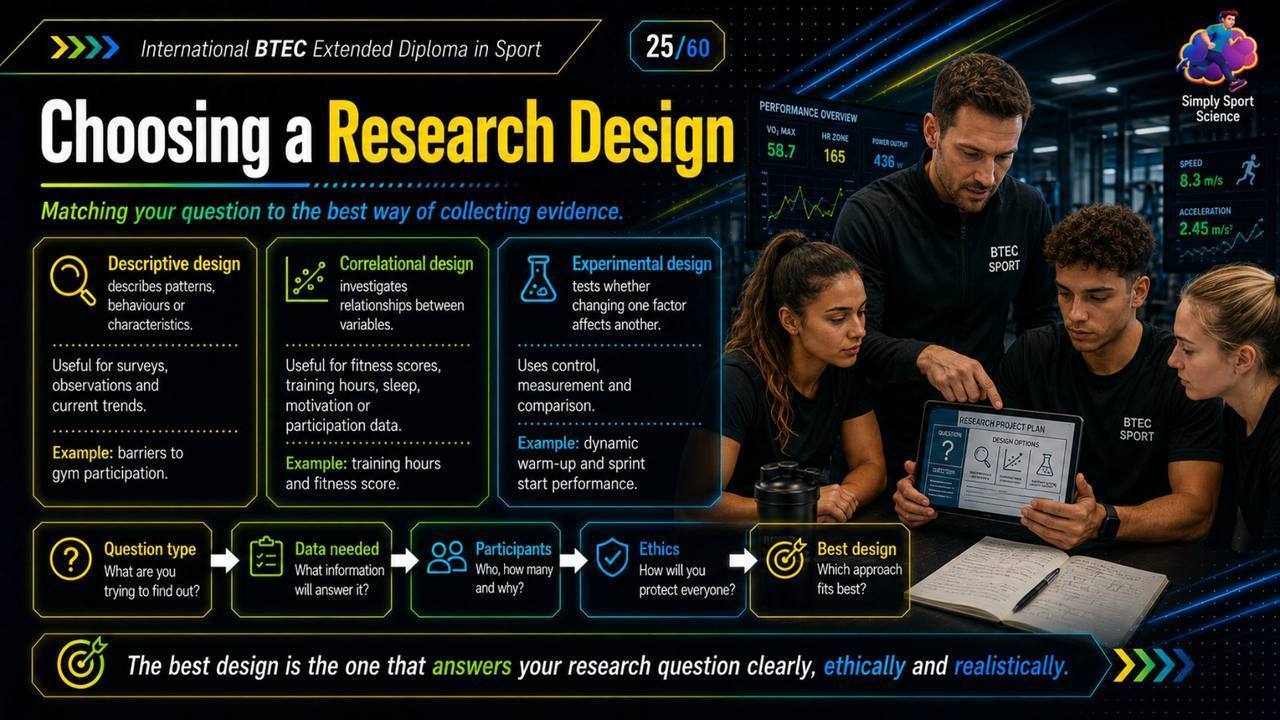 International BTEC Extended Diploma in Sport
25/60
Simply Sport
Science
Choosing a Research Design
Matching your question to the best way of collecting evidence.
Descriptive design
describes patterns,
behaviours or
characteristics.
Useful for surveys,
observations and
current trends.
Example: barriers to
gym participation.
Correlational design
investigates
relationships between
variables.
Useful for fitness scores,
training hours, sleep,
motivation or
participation data.
Example: training hours
and fitness score.
Experimental design
tests whether
changing one factor
affects another.
Uses control,
measurement and
comparison.
Example: dynamic
warm-up and sprint
start performance.
PERFORMANCE OVERVIEW
VO₂ MAX
58.7
HR ZONE
165
POWER OUTPUT
436 W
SPEED
8.3 m/s
ACCELERATION
2.45 m/s²
BTEC
SPORT
BTEC
SPORT
RESEARCH PROJECT PLAN
QUESTION
?
DESIGN OPTIONS
Question type
What are you
trying to find out?
Data needed
What information
will answer it?
Participants
Who, how many
and why?
Ethics
How will you
protect everyone?
Best design
Which approach
fits best?
The best design is the one that answers your research question clearly, ethically and realistically.